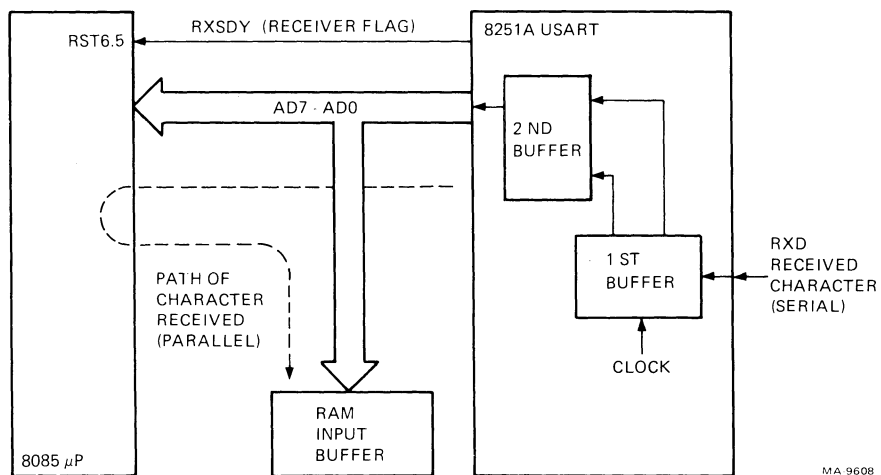 RXSDY (RECEIVER FLAG)
RST6.5
8251A USART
AD7 - AD0
2 ND
BUFFER
1 ST
BUFFER
RXD
RECEIVED
CHARACTER
(SERIAL)
PATH OF
CHARACTER
RECEIVED
(PARALLEL)
CLOCK
RAM
INPUT
BUFFER
8085 μP
MA 9608